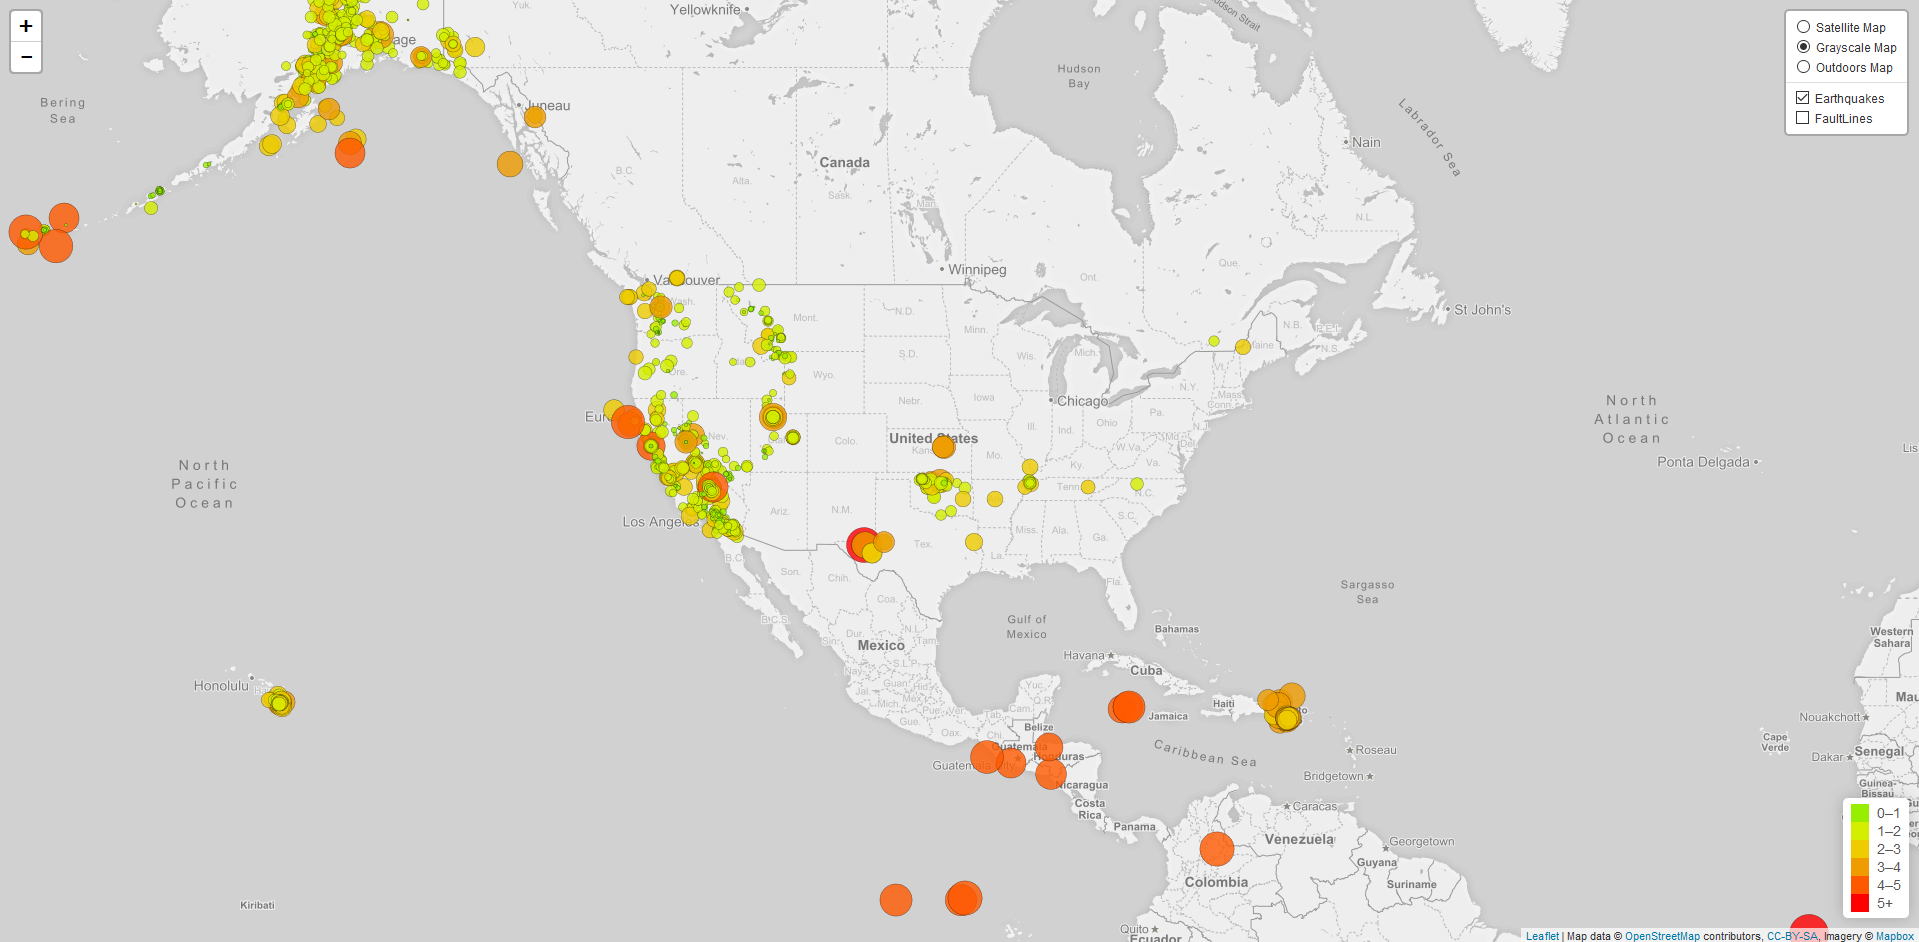 +
−
Satellite Map
Grayscale Map
Outdoors Map
Earthquakes
FaultLines
Yuk.
Yellowknife
Hudson Strait
age
Bering
Sea
Juneau
Hudson
Bay
Labrador Sea
Nain
Canada
B.C.
Alta.
Sask.
Man.
N.L.
Ont.
Que.
Winnipeg
Vancouver
St John's
Wash.
Mont.
N.D.
Minn.
N.B.
P.E.I.
N.S.
Maine
Ore.
Wyo.
S.D.
Wis.
Mich.
Vt.
N.Y.
Mass.
Conn.
Nebr.
Iowa
Chicago
Pa.
N.J.
Eur
Nev.
Colo.
United States
Kans.
Mo.
Ill.
Ind.
Ohio
W.Va.
Md.
Del.
Va.
Ky.
Tenn.
N.C.
North
Pacific
Ocean
North
Atlantic
Ocean
Ponta Delgada
Lis
Los Angeles
Ariz.
N.M.
Tex.
Miss.
Ala.
Ga.
S.C.
La.
Fla.
B.C.
Son.
Chih.
Coa.
B.C.S.
Sin.
Dur.
N.L.
Tam.
Mexico
Gulf of
Mexico
Sargasso
Sea
Bahamas
Western
Sahara
Havana
Cuba
Nay.
S.L.P.
Jal.
Guan.
Hid.
Mich.
Mex.
Pue.
Ver.
Gue.
Oax.
Tab.
Chi.
Cam.
Yuc.
Q.R.
Honolulu
Haiti
Jamaica
Belize
Guatemala
Honduras
Guatemala
Nicaragua
Costa
Rica
Panama
Caribbean Sea
Roseau
Bridgetown
Caracas
Mau
Nouakchott
Cape
Verde
Dakar
Senegal
Guinea-
Bissau
Venezuela
Georgetown
Guyana
Suriname
Colombia
Quito
Ecuador
Kiribati
0–1
1–2
2–3
3–4
4–5
5+
Leaflet | Map data © OpenStreetMap contributors, CC-BY-SA, Imagery © Mapbox